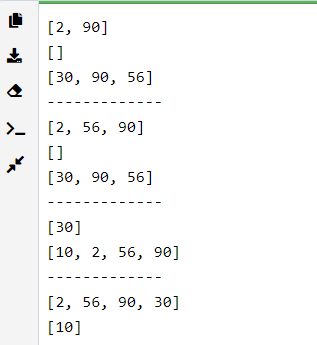 [2, 90]
[]
[30, 90, 56]
-------------
[2, 56, 90]
[]
[30, 90, 56]
-------------
[30]
[10, 2, 56, 90]
-------------
[2, 56, 90, 30]
[10]